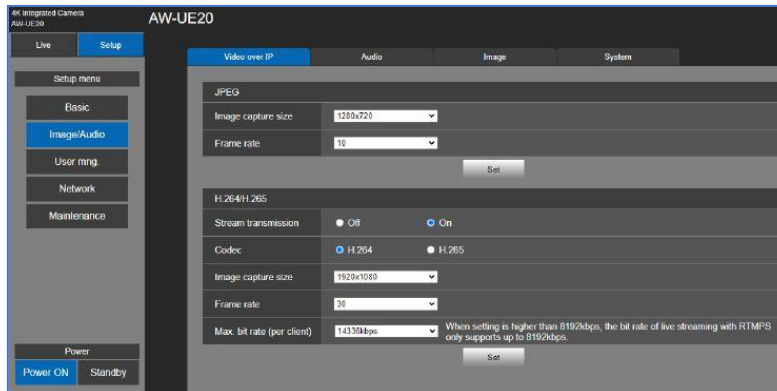 4K Integrated Camera
AW-UE20
AW-UE20
Live Setup
Setup menu
Basic
Image/Audio
User mng.
Network
Maintenance
Power
Power ON Standby
Video over IP Audio Image System
JPEG
Image capture size 1280x720
Frame rate 10
Set
H.264/H.265
Stream transmission Off On
Codec H.264 H.265
Image capture size 1920x1080
Frame rate 30
Max. bit rate (per client) 14336kbps When setting is higher than 8192kbps, the bit rate of live streaming with RTMPS
only supports up to 8192kbps.
Set